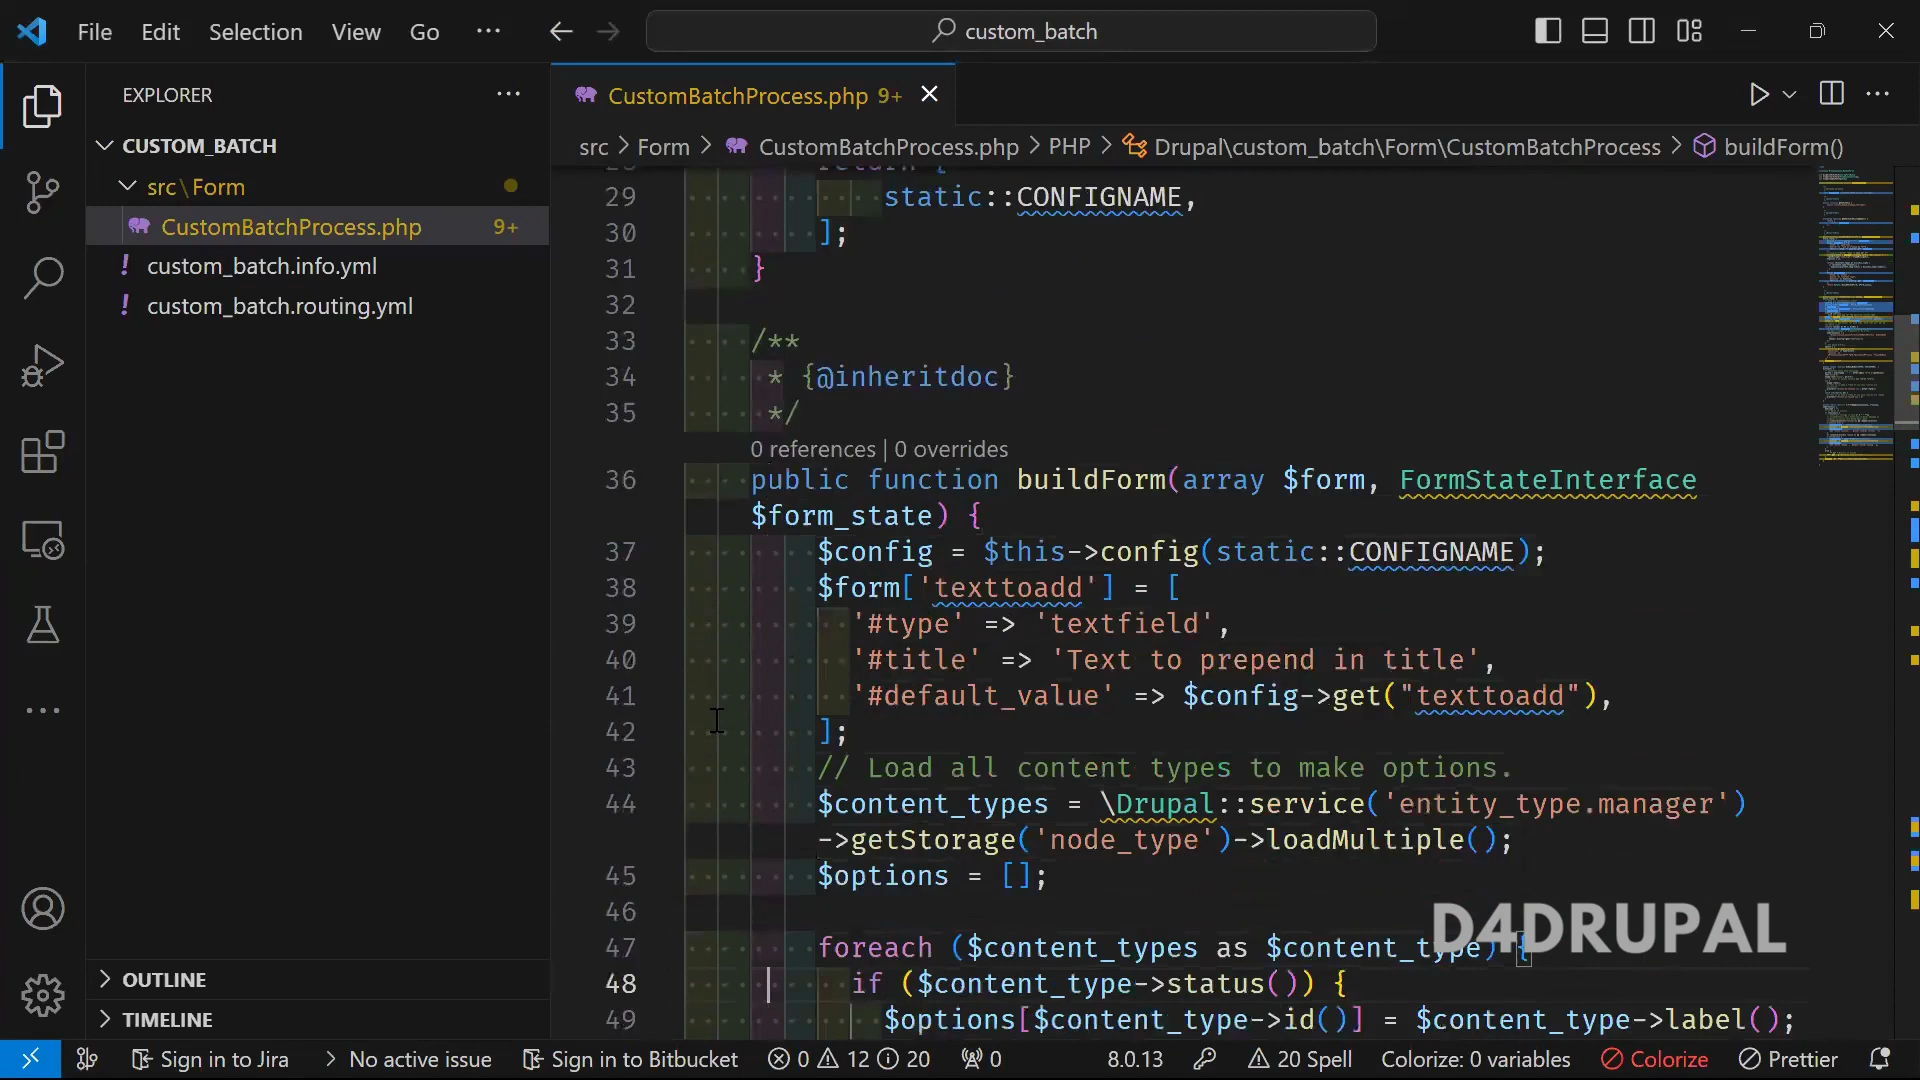 File Edit Selection View Go ··· custom_batch
EXPLORER ···
CUSTOM_BATCH
src\Form
CustomBatchProcess.php 9+
! custom_batch.info.yml
! custom_batch.routing.yml
OUTLINE
TIMELINE
CustomBatchProcess.php 9+
src > Form > CustomBatchProcess.php > PHP > Drupal\custom_batch\Form\CustomBatchProcess > buildForm()
28 return [
29 static::CONFIGNAME,
30 ];
31 }
32
33 /**
34 * {@inheritdoc}
35 */
0 references | 0 overrides
36 public function buildForm(array $form, FormStateInterface
$form_state) {
37 $config = $this->config(static::CONFIGNAME);
38 $form['texttoadd'] = [
39 '#type' => 'textfield',
40 '#title' => 'Text to prepend in title',
41 '#default_value' => $config->get("texttoadd"),
42 ];
43 // Load all content types to make options.
44 $content_types = \Drupal::service('entity_type.manager')
->getStorage('node_type')->loadMultiple();
45 $options = [];
46
47 foreach ($content_types as $content_type) {
48 if ($content_type->status()) {
49 $options[$content_type->id()] = $content_type->label();
D4DRUPAL
Sign in to Jira > No active issue Sign in to Bitbucket 0 12 20 0 8.0.13 20 Spell Colorize: 0 variables Colorize Prettier